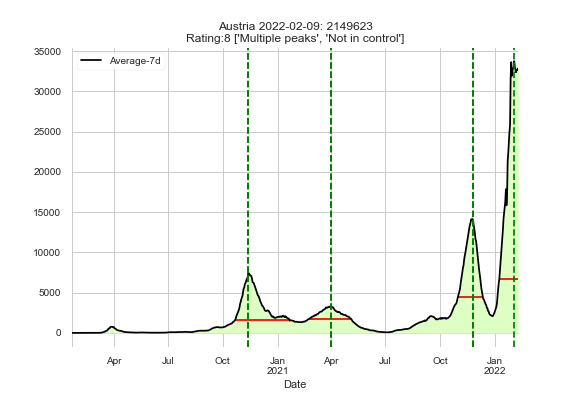 Austria 2022-02-09: 2149623
Rating:8 ['Multiple peaks', 'Not in control']
Average-7d
35000
30000
25000
20000
15000
10000
5000
0
Apr Jul Oct Jan Apr Jul Oct Jan
2021 2022
Date